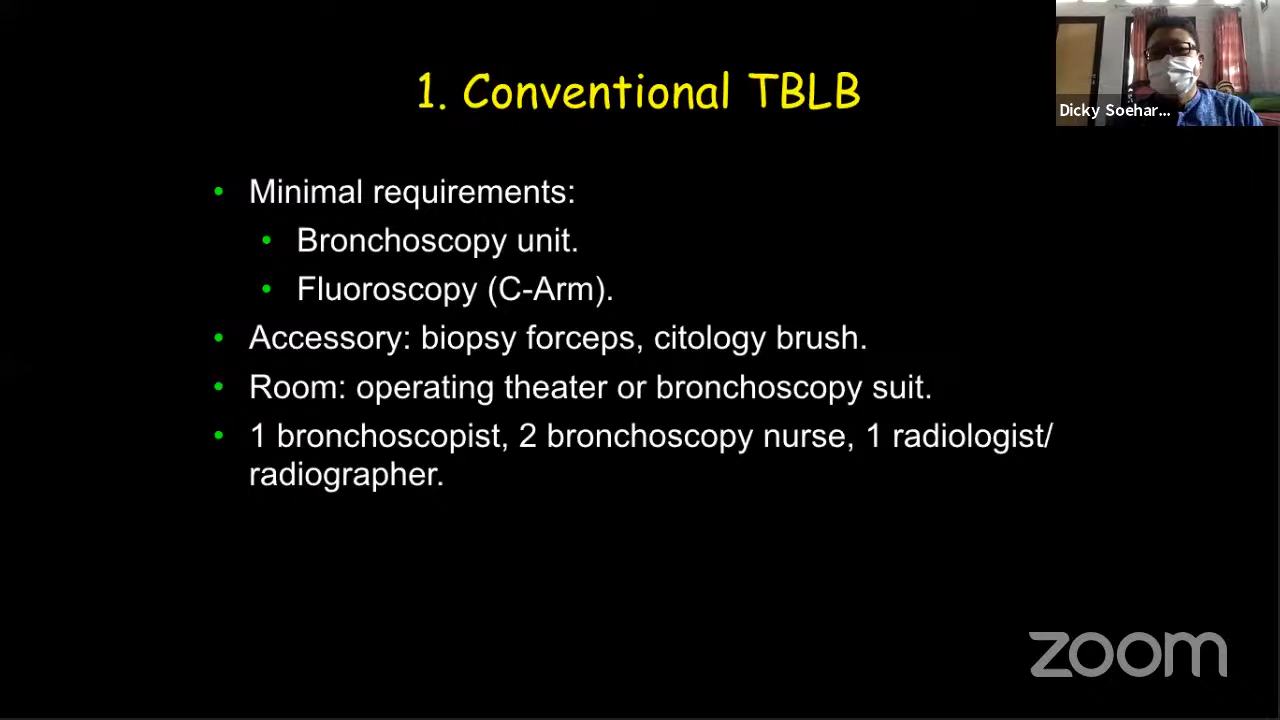 1. Conventional TBLB
Dicky Soehar...
• Minimal requirements:
• Bronchoscopy unit.
• Fluoroscopy (C-Arm).
• Accessory: biopsy forceps, citology brush.
• Room: operating theater or bronchoscopy suit.
• 1 bronchoscopist, 2 bronchoscopy nurse, 1 radiologist/
radiographer.
zoom